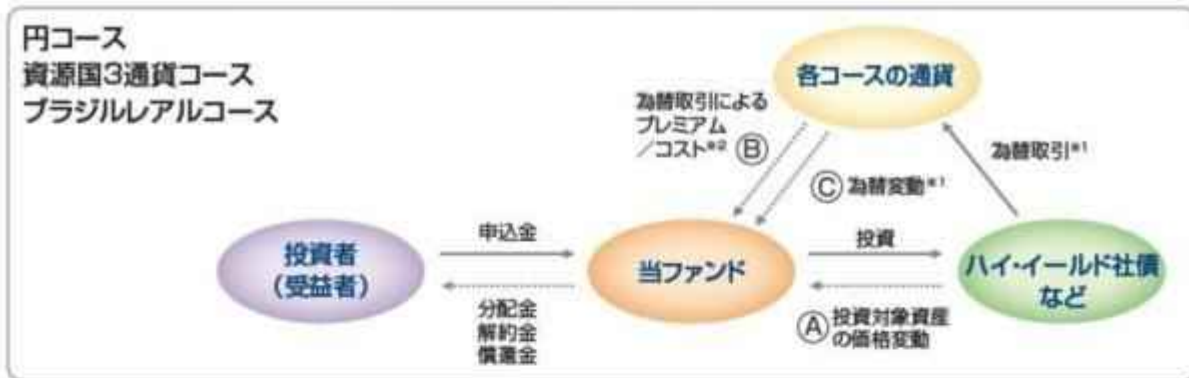 円コース
資源国3通貨コース
ブラジルレアルコース
各コースの通貨
為替取引による
プレミアム
／コスト※2 Ⓑ
為替取引※1
Ⓒ 為替変動※1
投資者
（受益者）
申込金
分配金
解約金
償還金
当ファンド
投資
Ⓐ 投資対象資産
の価格変動
ハイ・イールド社債
など